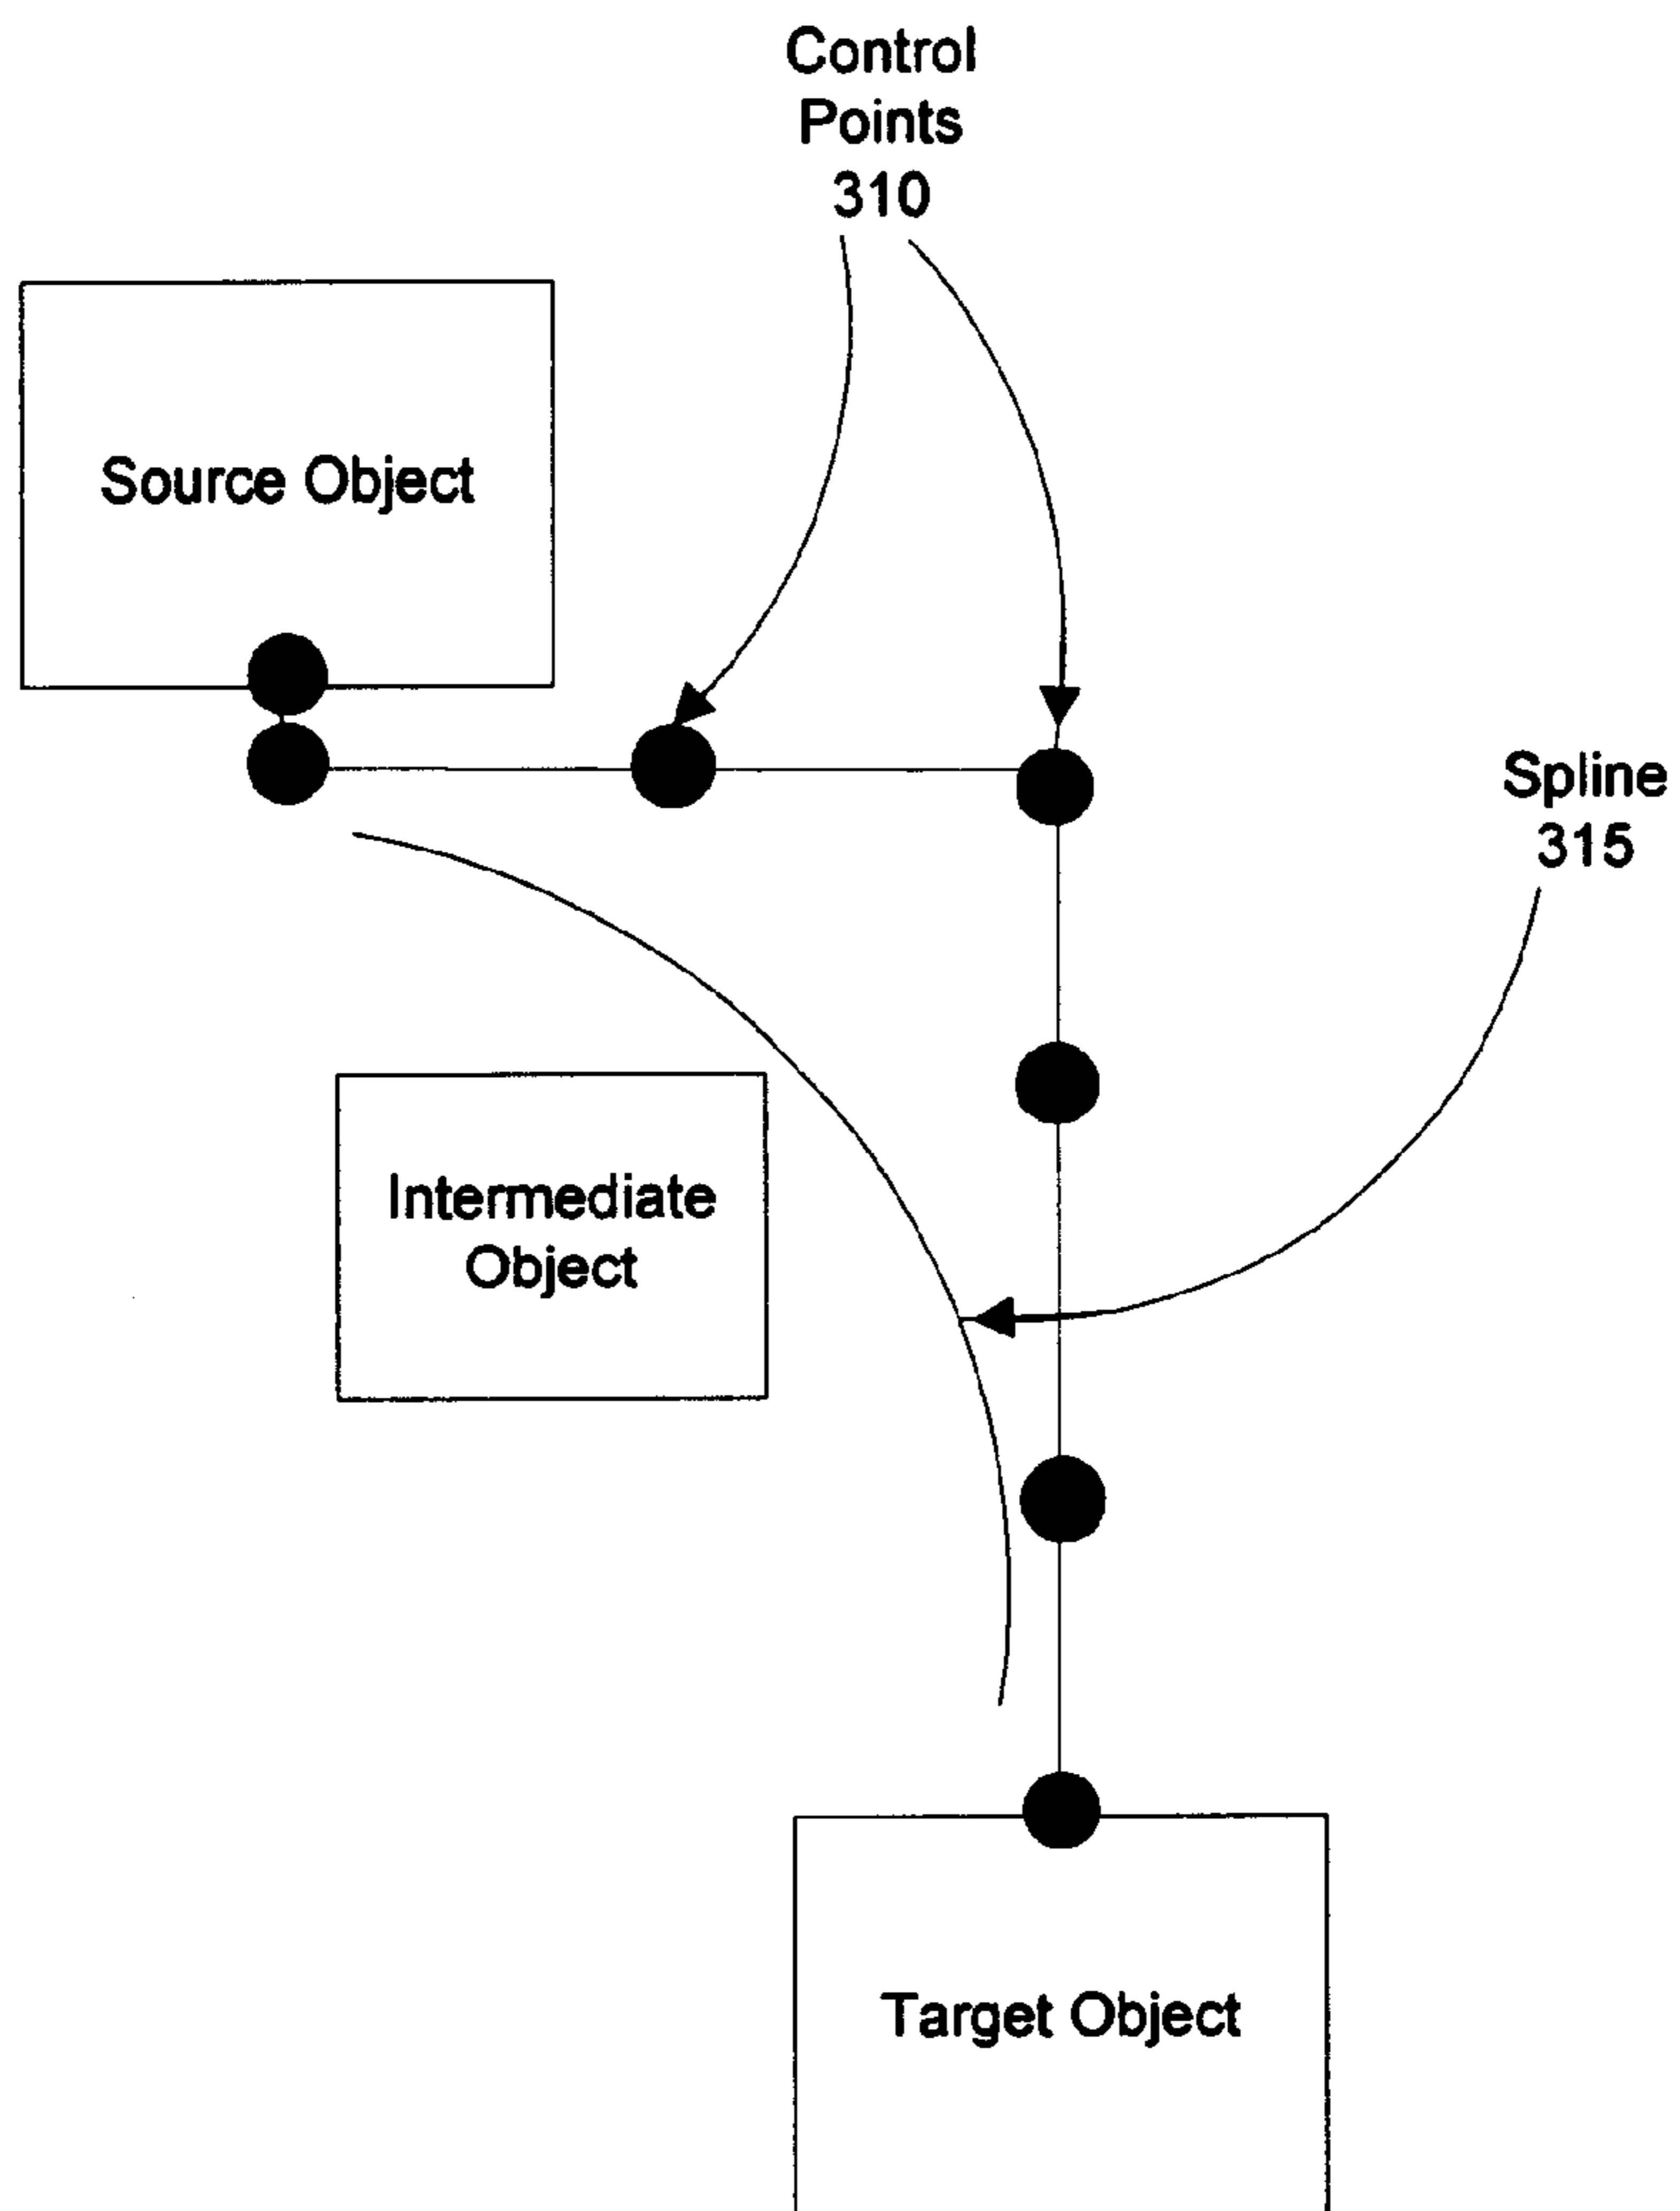 Control
Points
310
Source Object
Spline
315
Intermediate
Object
Target Object